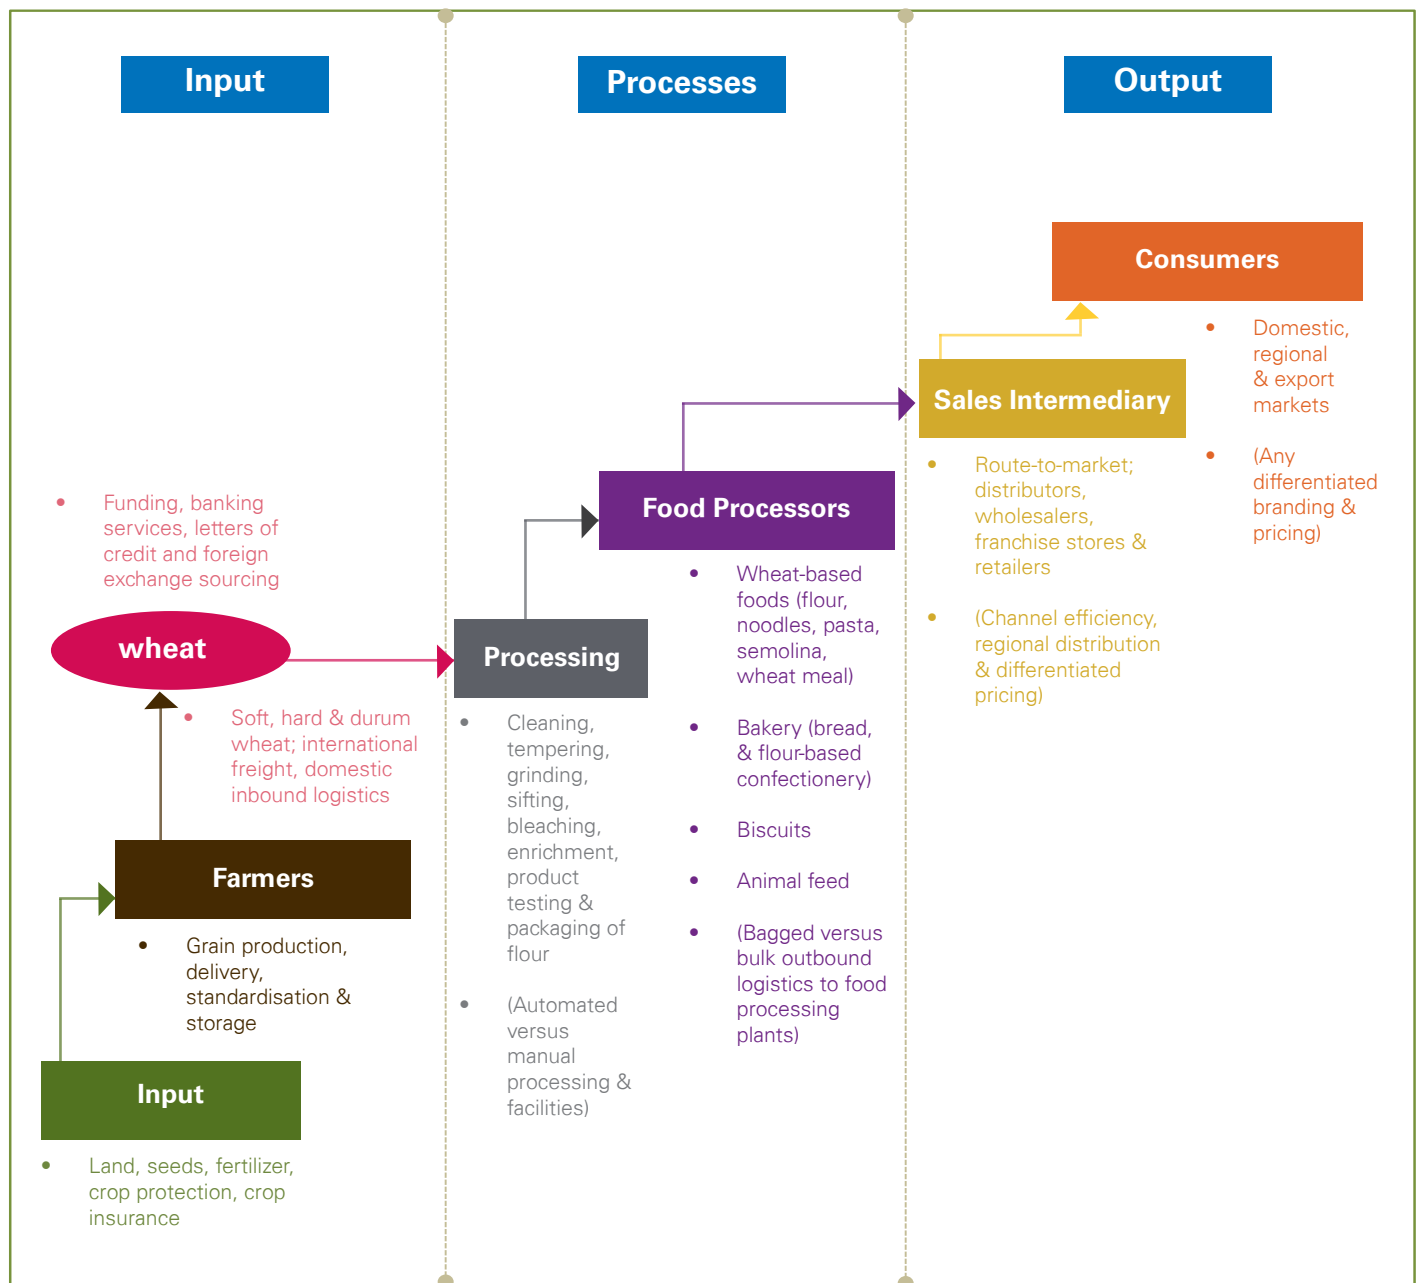 Input
Processes
Output
Consumers
• Domestic,
regional
& export
markets
• (Any
differentiated
branding &
pricing)
Sales Intermediary
• Route-to-market;
distributors,
wholesalers,
franchise stores &
retailers
• (Channel efficiency,
regional distribution
& differentiated
pricing)
Food Processors
• Wheat-based
foods (flour,
noodles, pasta,
semolina,
wheat meal)
• Bakery (bread,
& flour-based
confectionery)
• Biscuits
• Animal feed
• (Bagged versus
bulk outbound
logistics to food
processing
plants)
• Funding, banking
services, letters of
credit and foreign
exchange sourcing
wheat
• Soft, hard & durum
wheat; international
freight, domestic
inbound logistics
Processing
• Cleaning,
tempering,
grinding,
sifting,
bleaching,
enrichment,
product
testing &
packaging of
flour
• (Automated
versus
manual
processing &
facilities)
Farmers
• Grain production,
delivery,
standardisation &
storage
Input
• Land, seeds, fertilizer,
crop protection, crop
insurance